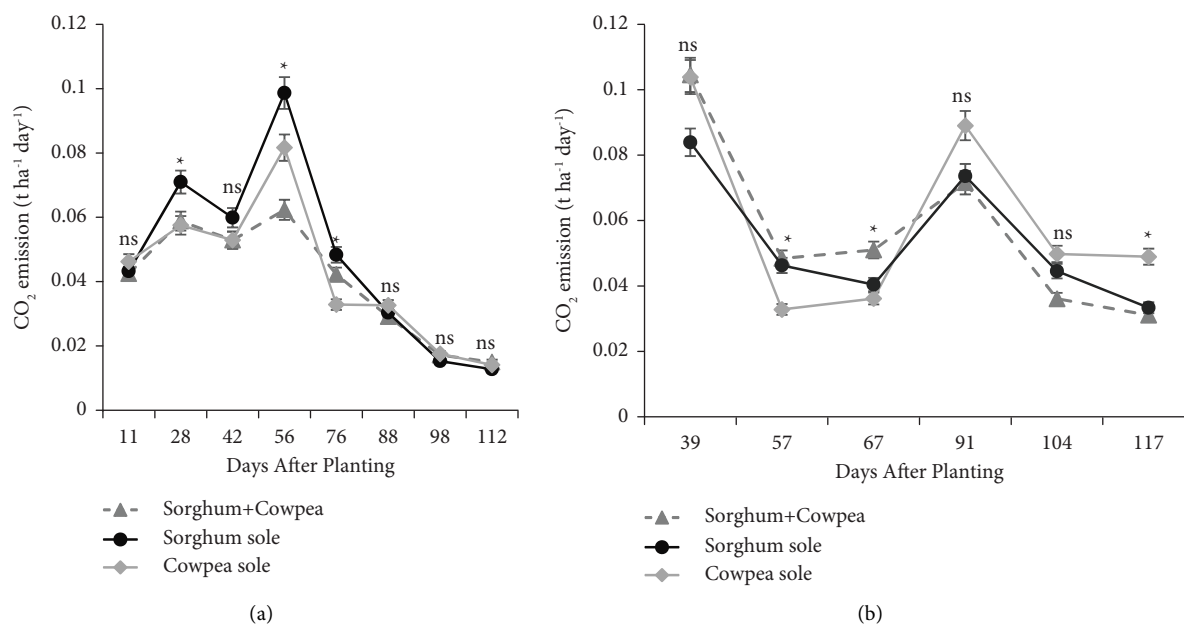 0.12
0.1
0.08
0.06
0.04
0.02
0
CO2 emission (t ha-1 day-1)
ns
*
ns
*
*
ns
ns
ns
11 28 42 56 76 88 98 112
Days After Planting
Sorghum+Cowpea
Sorghum sole
Cowpea sole
(a)
0.12
0.1
0.08
0.06
0.04
0.02
0
CO2 emission (t ha-1 day-1)
ns
*
*
ns
ns
*
39 57 67 91 104 117
Days After Planting
Sorghum+Cowpea
Sorghum sole
Cowpea sole
(b)